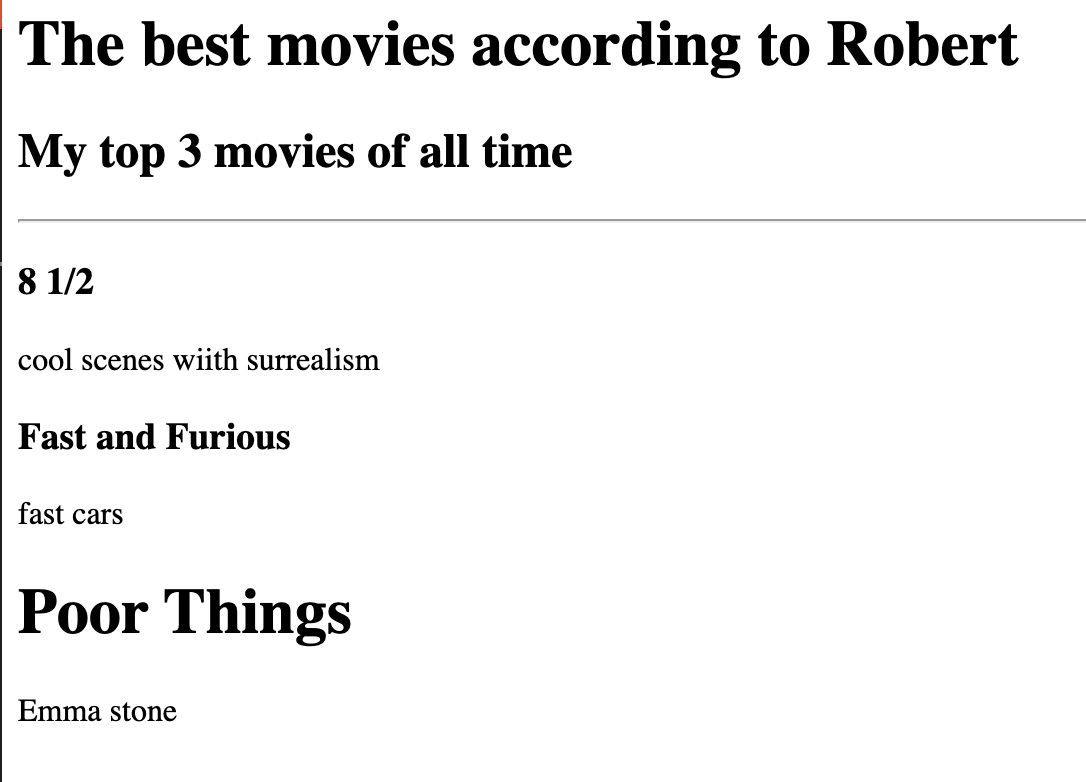 The best movies according to Robert
My top 3 movies of all time
8 1/2
cool scenes wiith surrealism
Fast and Furious
fast cars
Poor Things
Emma stone